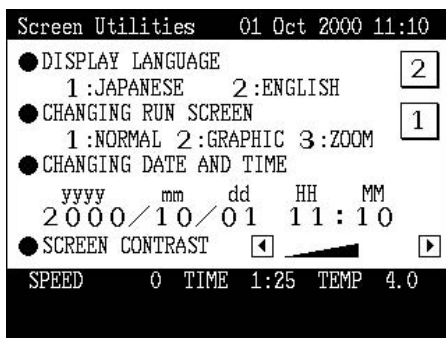 Screen Utilities 01 Oct 2000 11:10
●DISPLAY LANGUAGE 2
1:JAPANESE 2:ENGLISH
●CHANGING RUN SCREEN 1
1:NORMAL 2:GRAPHIC 3:ZOOM
●CHANGING DATE AND TIME
yyyy mm dd HH MM
2000/10/01 11:10
●SCREEN CONTRAST
SPEED 0 TIME 1:25 TEMP 4.0